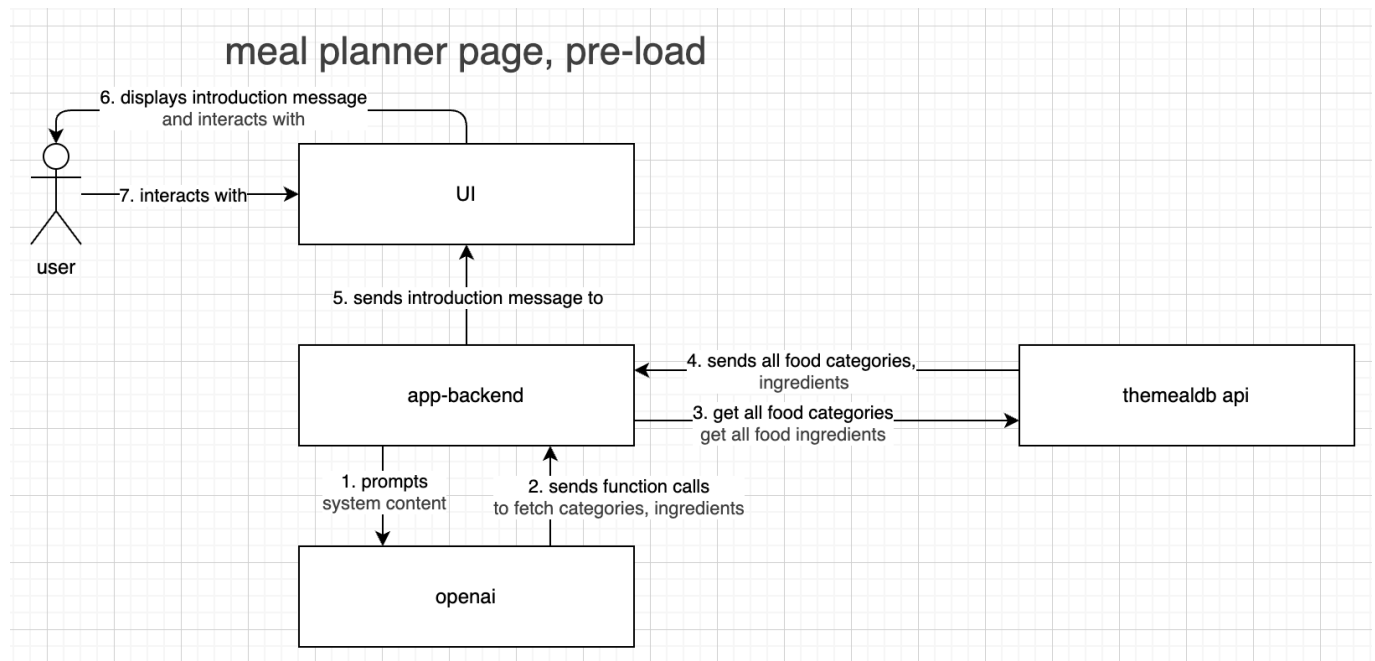 meal planner page, pre-load
6. displays introduction message
and interacts with
7. interacts with
UI
user
5. sends introduction message to
app-backend
4. sends all food categories,
ingredients
3. get all food categories
get all food ingredients
themealdb api
1. prompts
system content
2. sends function calls
to fetch categories, ingredients
openai